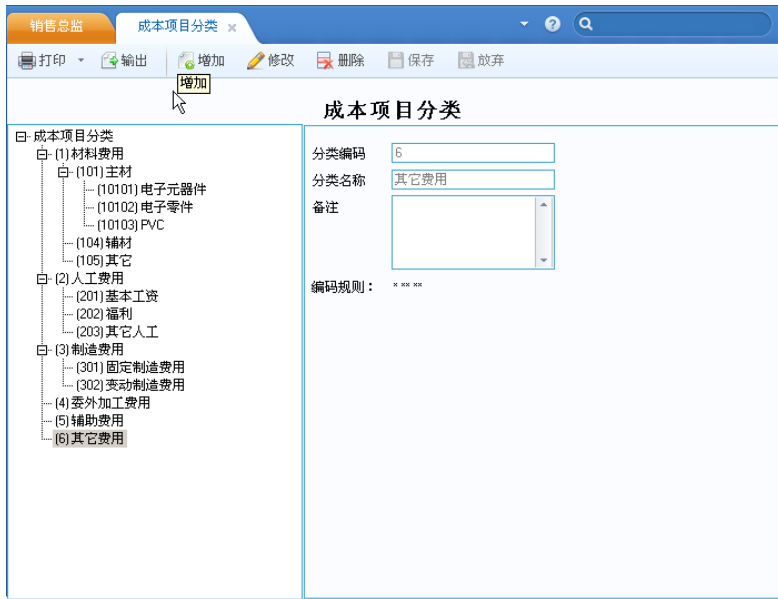 销售总监 成本项目分类
打印 输出 增加 修改 删除 保存 放弃
增加
成本项目分类
成本项目分类
(1)材料费用
(101)主材
(10101)电子元器件
(10102)电子零件
(10103)PVC
(104)辅材
(105)其它
(2)人工费用
(201)基本工资
(202)福利
(203)其它人工
(3)制造费用
(301)固定制造费用
(302)变动制造费用
(4)委外加工费用
(5)辅助费用
(6)其它费用
分类编码 6
分类名称 其它费用
备注
编码规则： * ** **